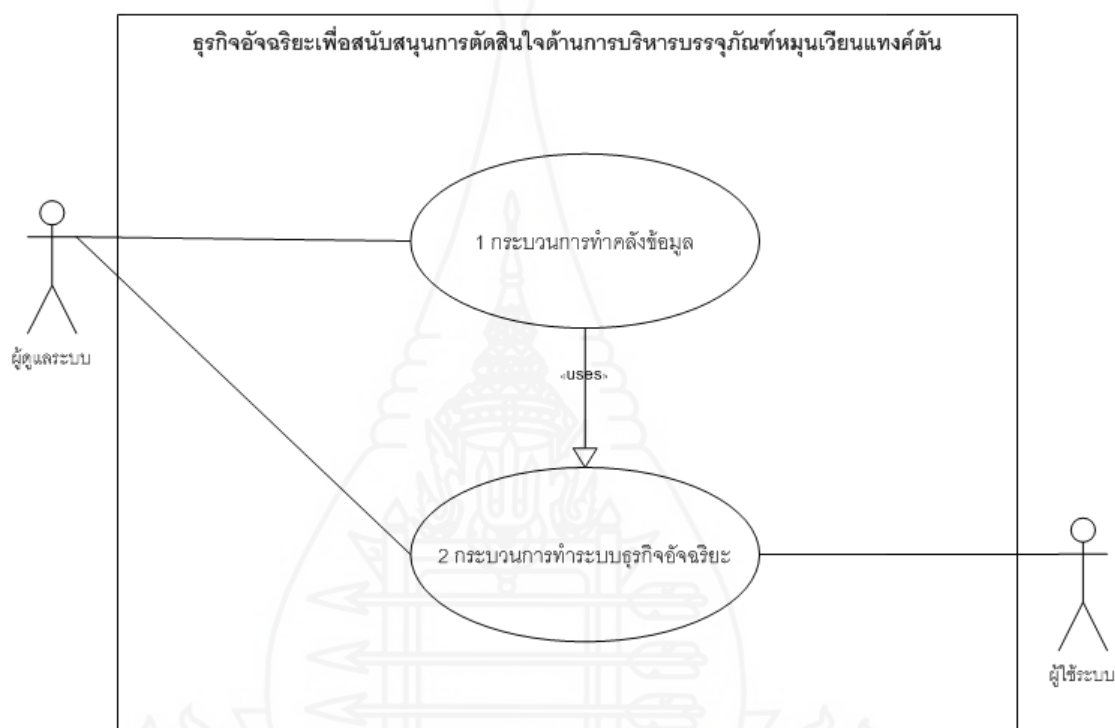 ธุรกิจอัจฉริยะเพื่อสนับสนุนการตัดสินใจด้านการบริหารบรรจุภัณฑ์หมุนเวียนแทงค์ตัน
1 กระบวนการทำคลังข้อมูล
ผู้ดูแลระบบ
«uses»
2 กระบวนการทำระบบธุรกิจอัจฉริยะ
ผู้ใช้ระบบ